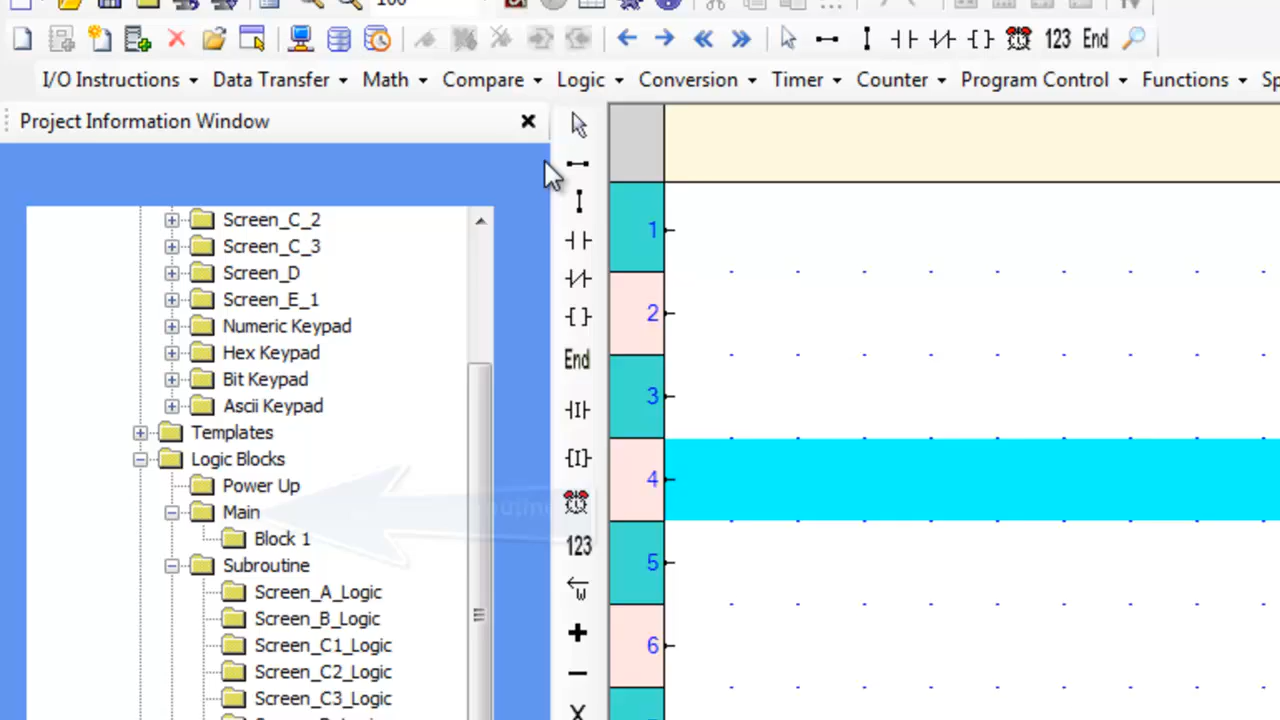 123 End
I/O Instructions Data Transfer Math Compare Logic Conversion Timer Counter Program Control Functions Sp
Project Information Window
Screen_C_2
Screen_C_3
Screen_D
Screen_E_1
Numeric Keypad
Hex Keypad
Bit Keypad
Ascii Keypad
Templates
Logic Blocks
Power Up
Main
Block 1
Subroutine
Screen_A_Logic
Screen_B_Logic
Screen_C1_Logic
Screen_C2_Logic
Screen_C3_Logic
End
123
W
X
1
2
3
4
5
6